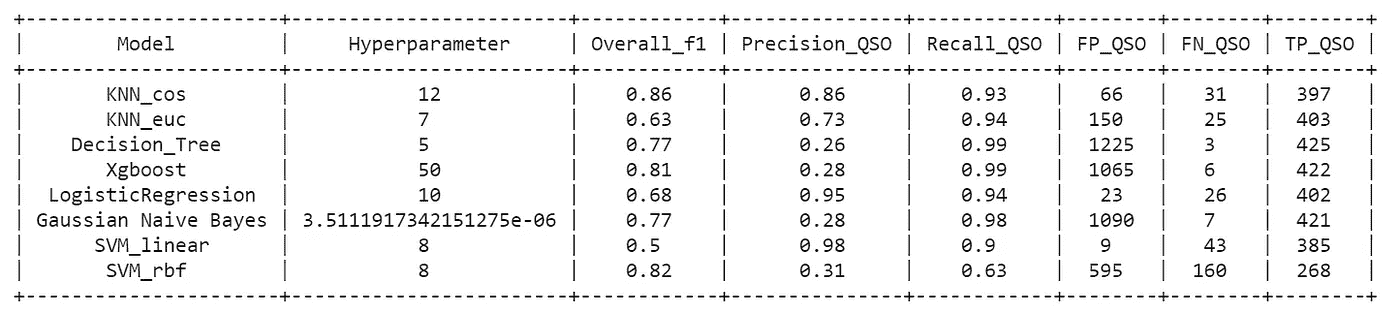 +-----------------------+-------------------------+------------+---------------+------------+--------+--------+--------+
|         Model         |      Hyperparameter     | Overall_f1 | Precision_QSO | Recall_QSO | FP_QSO | FN_QSO | TP_QSO |
+-----------------------+-------------------------+------------+---------------+------------+--------+--------+--------+
|        KNN_cos        |            12           |    0.86    |      0.86     |    0.93    |   66   |   31   |  397   |
|        KNN_euc        |            7            |    0.63    |      0.73     |    0.94    |  150   |   25   |  403   |
|     Decision_Tree     |            5            |    0.77    |      0.26     |    0.99    |  1225  |   3    |  425   |
|        Xgboost        |            50           |    0.81    |      0.28     |    0.99    |  1065  |   6    |  422   |
|   LogisticRegression  |            10           |    0.68    |      0.95     |    0.94    |   23   |   26   |  402   |
| Gaussian Naive Bayes  | 3.5111917342151275e-06  |    0.77    |      0.28     |    0.98    |  1090  |   7    |  421   |
|       SVM_linear      |            8            |    0.5     |      0.98     |    0.9     |   9    |   43   |  385   |
|        SVM_rbf        |            8            |    0.82    |      0.31     |    0.63    |  595   |  160   |  268   |
+-----------------------+-------------------------+------------+---------------+------------+--------+--------+--------+